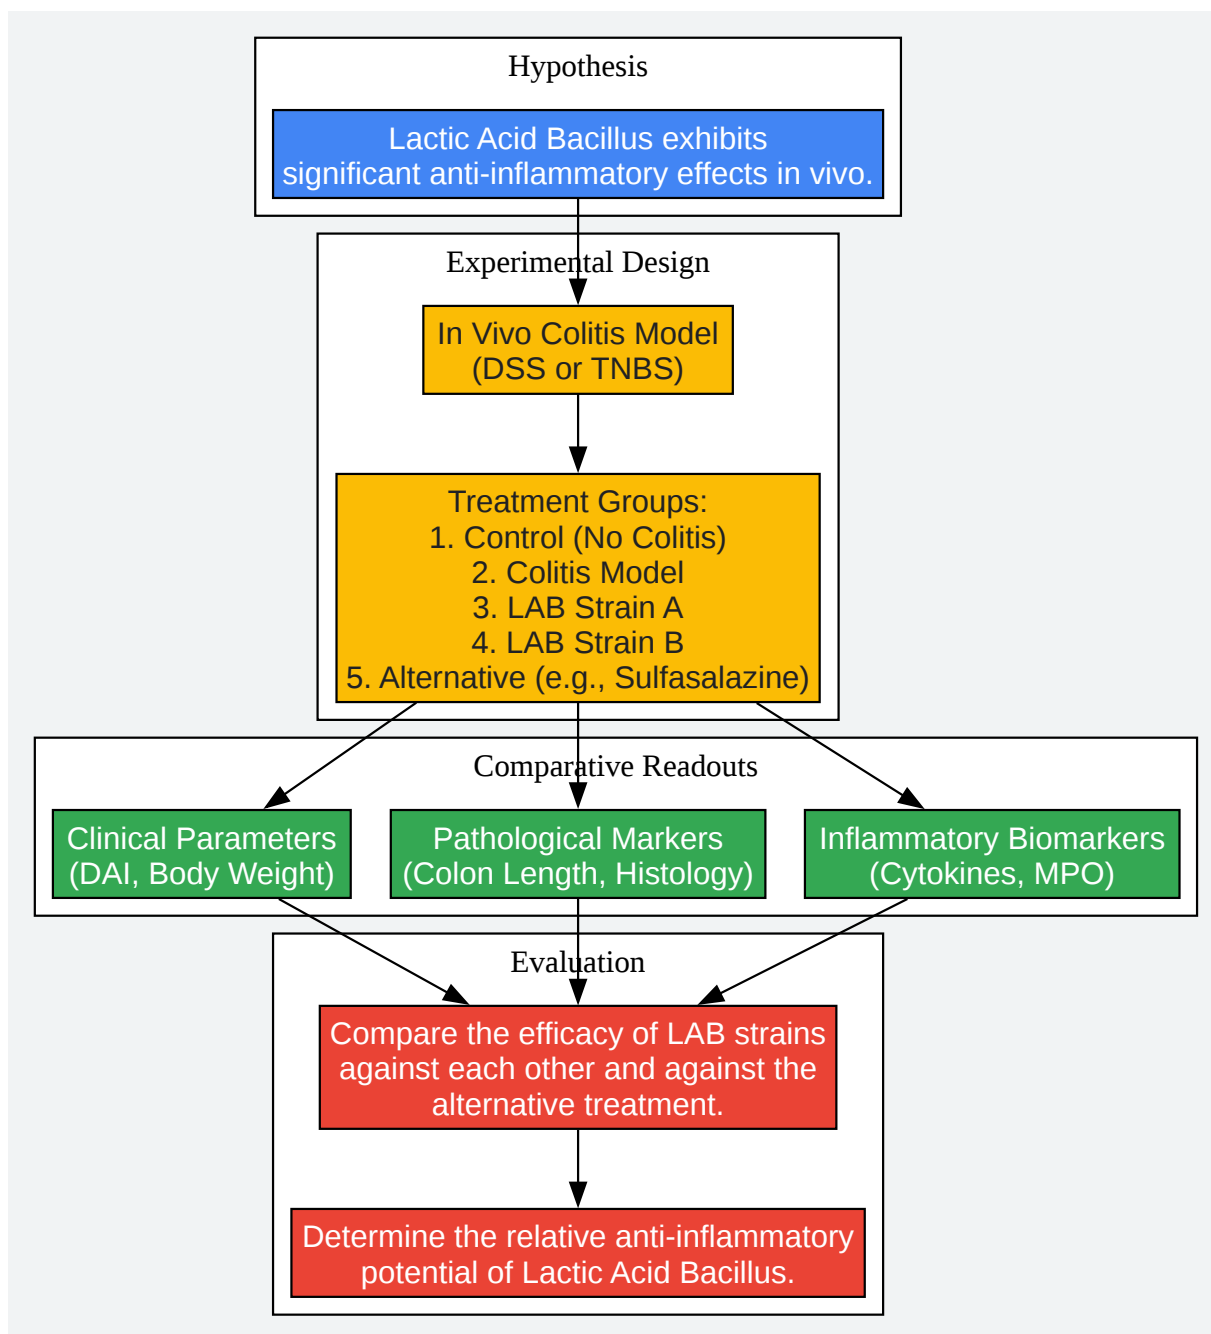 Hypothesis
Lactic Acid Bacillus exhibits
significant anti-inflammatory effects in vivo.
Experimental Design
In Vivo Colitis Model
(DSS or TNBS)
Treatment Groups:
1. Control (No Colitis)
2. Colitis Model
3. LAB Strain A
4. LAB Strain B
5. Alternative (e.g., Sulfasalazine)
Comparative Readouts
Clinical Parameters
(DAI, Body Weight)
Pathological Markers
(Colon Length, Histology)
Inflammatory Biomarkers
(Cytokines, MPO)
Evaluation
Compare the efficacy of LAB strains
against each other and against the
alternative treatment.
Determine the relative anti-inflammatory
potential of Lactic Acid Bacillus.